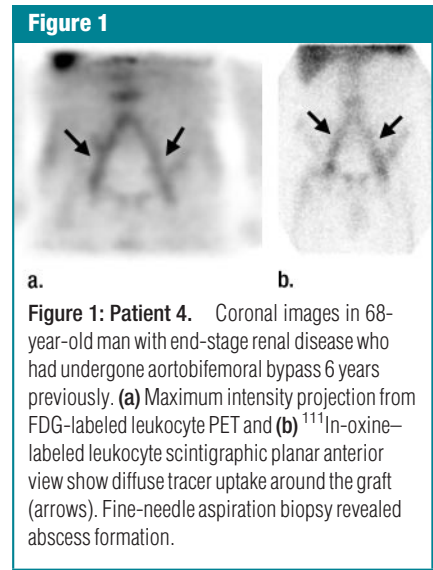 Figure 1
a.
b.
Figure 1: Patient 4. Coronal images in 68-
year-old man with end-stage renal disease who
had undergone aortobifemoral bypass 6 years
previously. (a) Maximum intensity projection from
FDG-labeled leukocyte PET and (b) ¹¹¹In-oxine–
labeled leukocyte scintigraphic planar anterior
view show diffuse tracer uptake around the graft
(arrows). Fine-needle aspiration biopsy revealed
abscess formation.